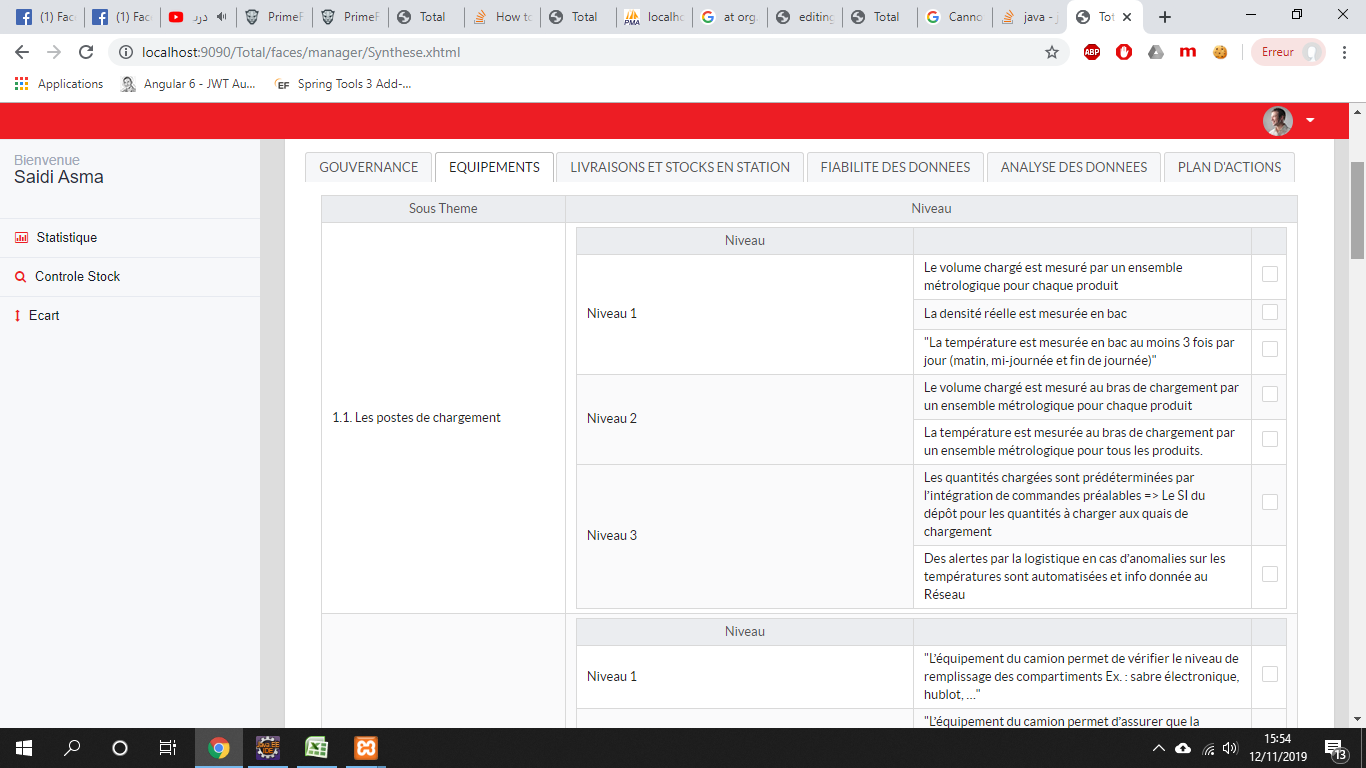 (1) Fac
(1) Fac
درد
PrimeF
PrimeF
Total
How to
Total
localho
at org.
editing
Total
Canno
java - j
Tot
localhost:9090/Total/faces/manager/Synthese.xhtml
ABP
m
Erreur
Applications
Angular 6 - JWT Au...
EF
Spring Tools 3 Add-...
Bienvenue
Saidi Asma
Statistique
Controle Stock
Ecart
GOUVERNANCE
EQUIPEMENTS
LIVRAISONS ET STOCKS EN STATION
FIABILITE DES DONNEES
ANALYSE DES DONNEES
PLAN D'ACTIONS
Sous Theme
Niveau
1.1. Les postes de chargement
Niveau
Niveau 1
Le volume chargé est mesuré par un ensemble
métrologique pour chaque produit
La densité réelle est mesurée en bac
"La température est mesurée en bac au moins 3 fois par
jour (matin, mi-journée et fin de journée)"
Niveau 2
Le volume chargé est mesuré au bras de chargement par
un ensemble métrologique pour chaque produit
La température est mesurée au bras de chargement par
un ensemble métrologique pour tous les produits.
Niveau 3
Les quantités chargées sont prédéterminées par
l'intégration de commandes préalables => Le SI du
dépôt pour les quantités à charger aux quais de
chargement
Des alertes par la logistique en cas d'anomalies sur les
températures sont automatisées et info donnée au
Réseau
Niveau
Niveau 1
"L'équipement du camion permet de vérifier le niveau de
remplissage des compartiments Ex. : sabre électronique,
hublot, ..."
"L'équipement du camion permet d'assurer que la
15:54
12/11/2019
13